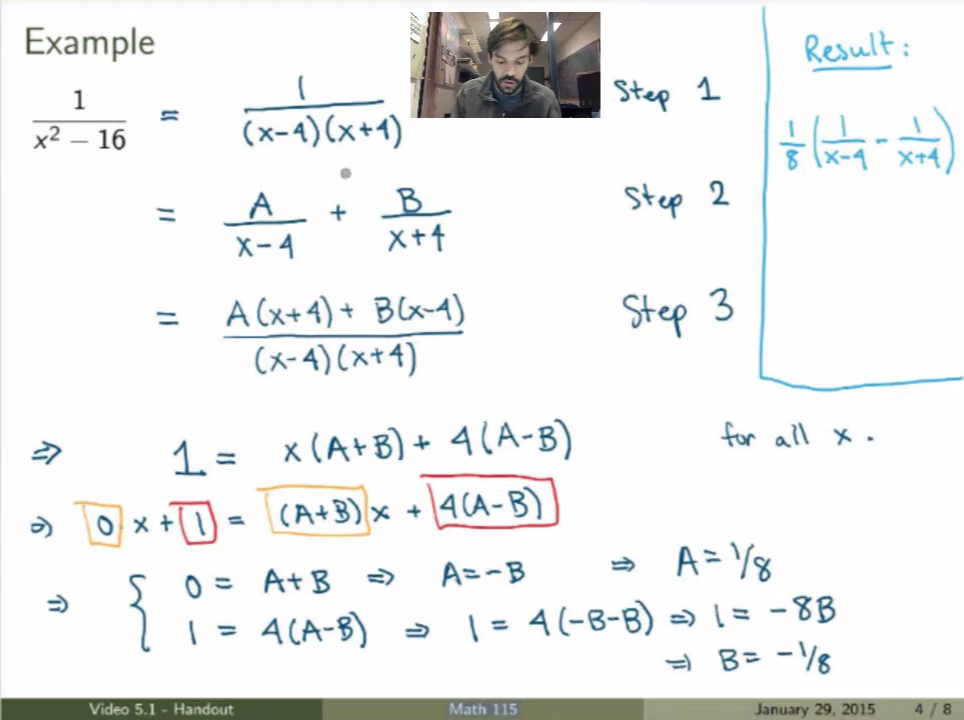 Example
1/(x² − 16) = 1/((x-4)(x+4)) Step 1
= A/(x-4) + B/(x+4) Step 2
= (A(x+4) + B(x-4))/((x-4)(x+4)) Step 3
⇒ 1 = x(A+B) + 4(A-B) for all x.
⇒ 0x + 1 = (A+B)x + 4(A-B)
⇒ { 0 = A+B ⇒ A=-B ⇒ A=1/8
1 = 4(A-B) ⇒ 1 = 4(-B-B) ⇒ 1 = -8B
⇒ B= -1/8
Result:
1/8(1/(x-4) - 1/(x+4))
Video 5.1 - Handout Math 115 January 29, 2015 4 / 8